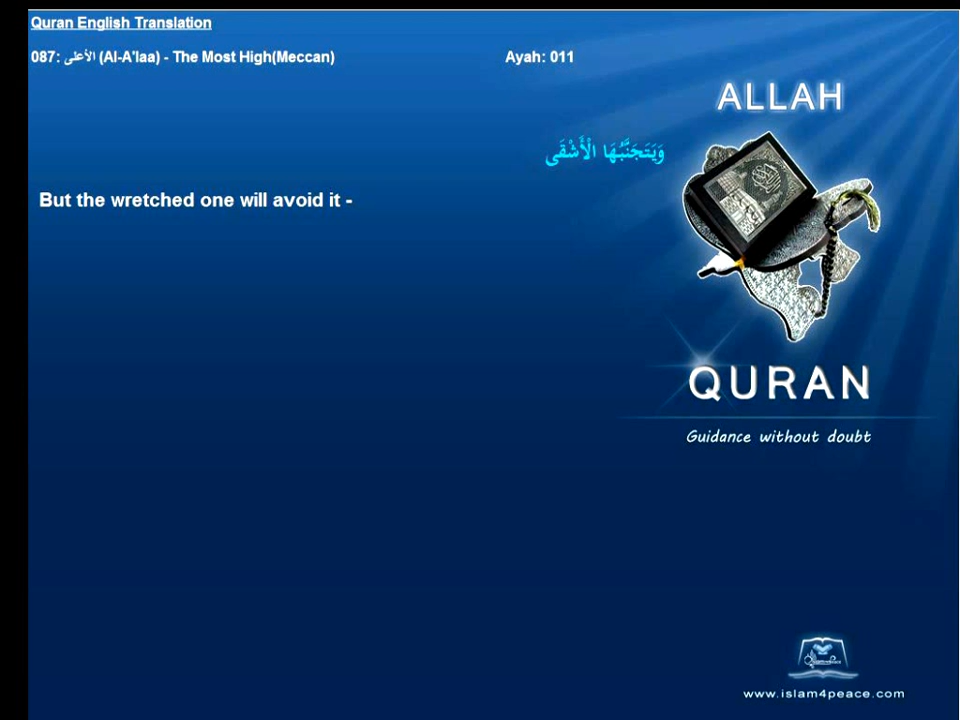 Quran English Translation
087: الأعلى (Al-A'laa) - The Most High(Meccan) Ayah: 011
ALLAH
وَيَتَجَنَّبُهَا الْأَشْقَى
But the wretched one will avoid it -
QURAN
Guidance without doubt
www.islam4peace.com